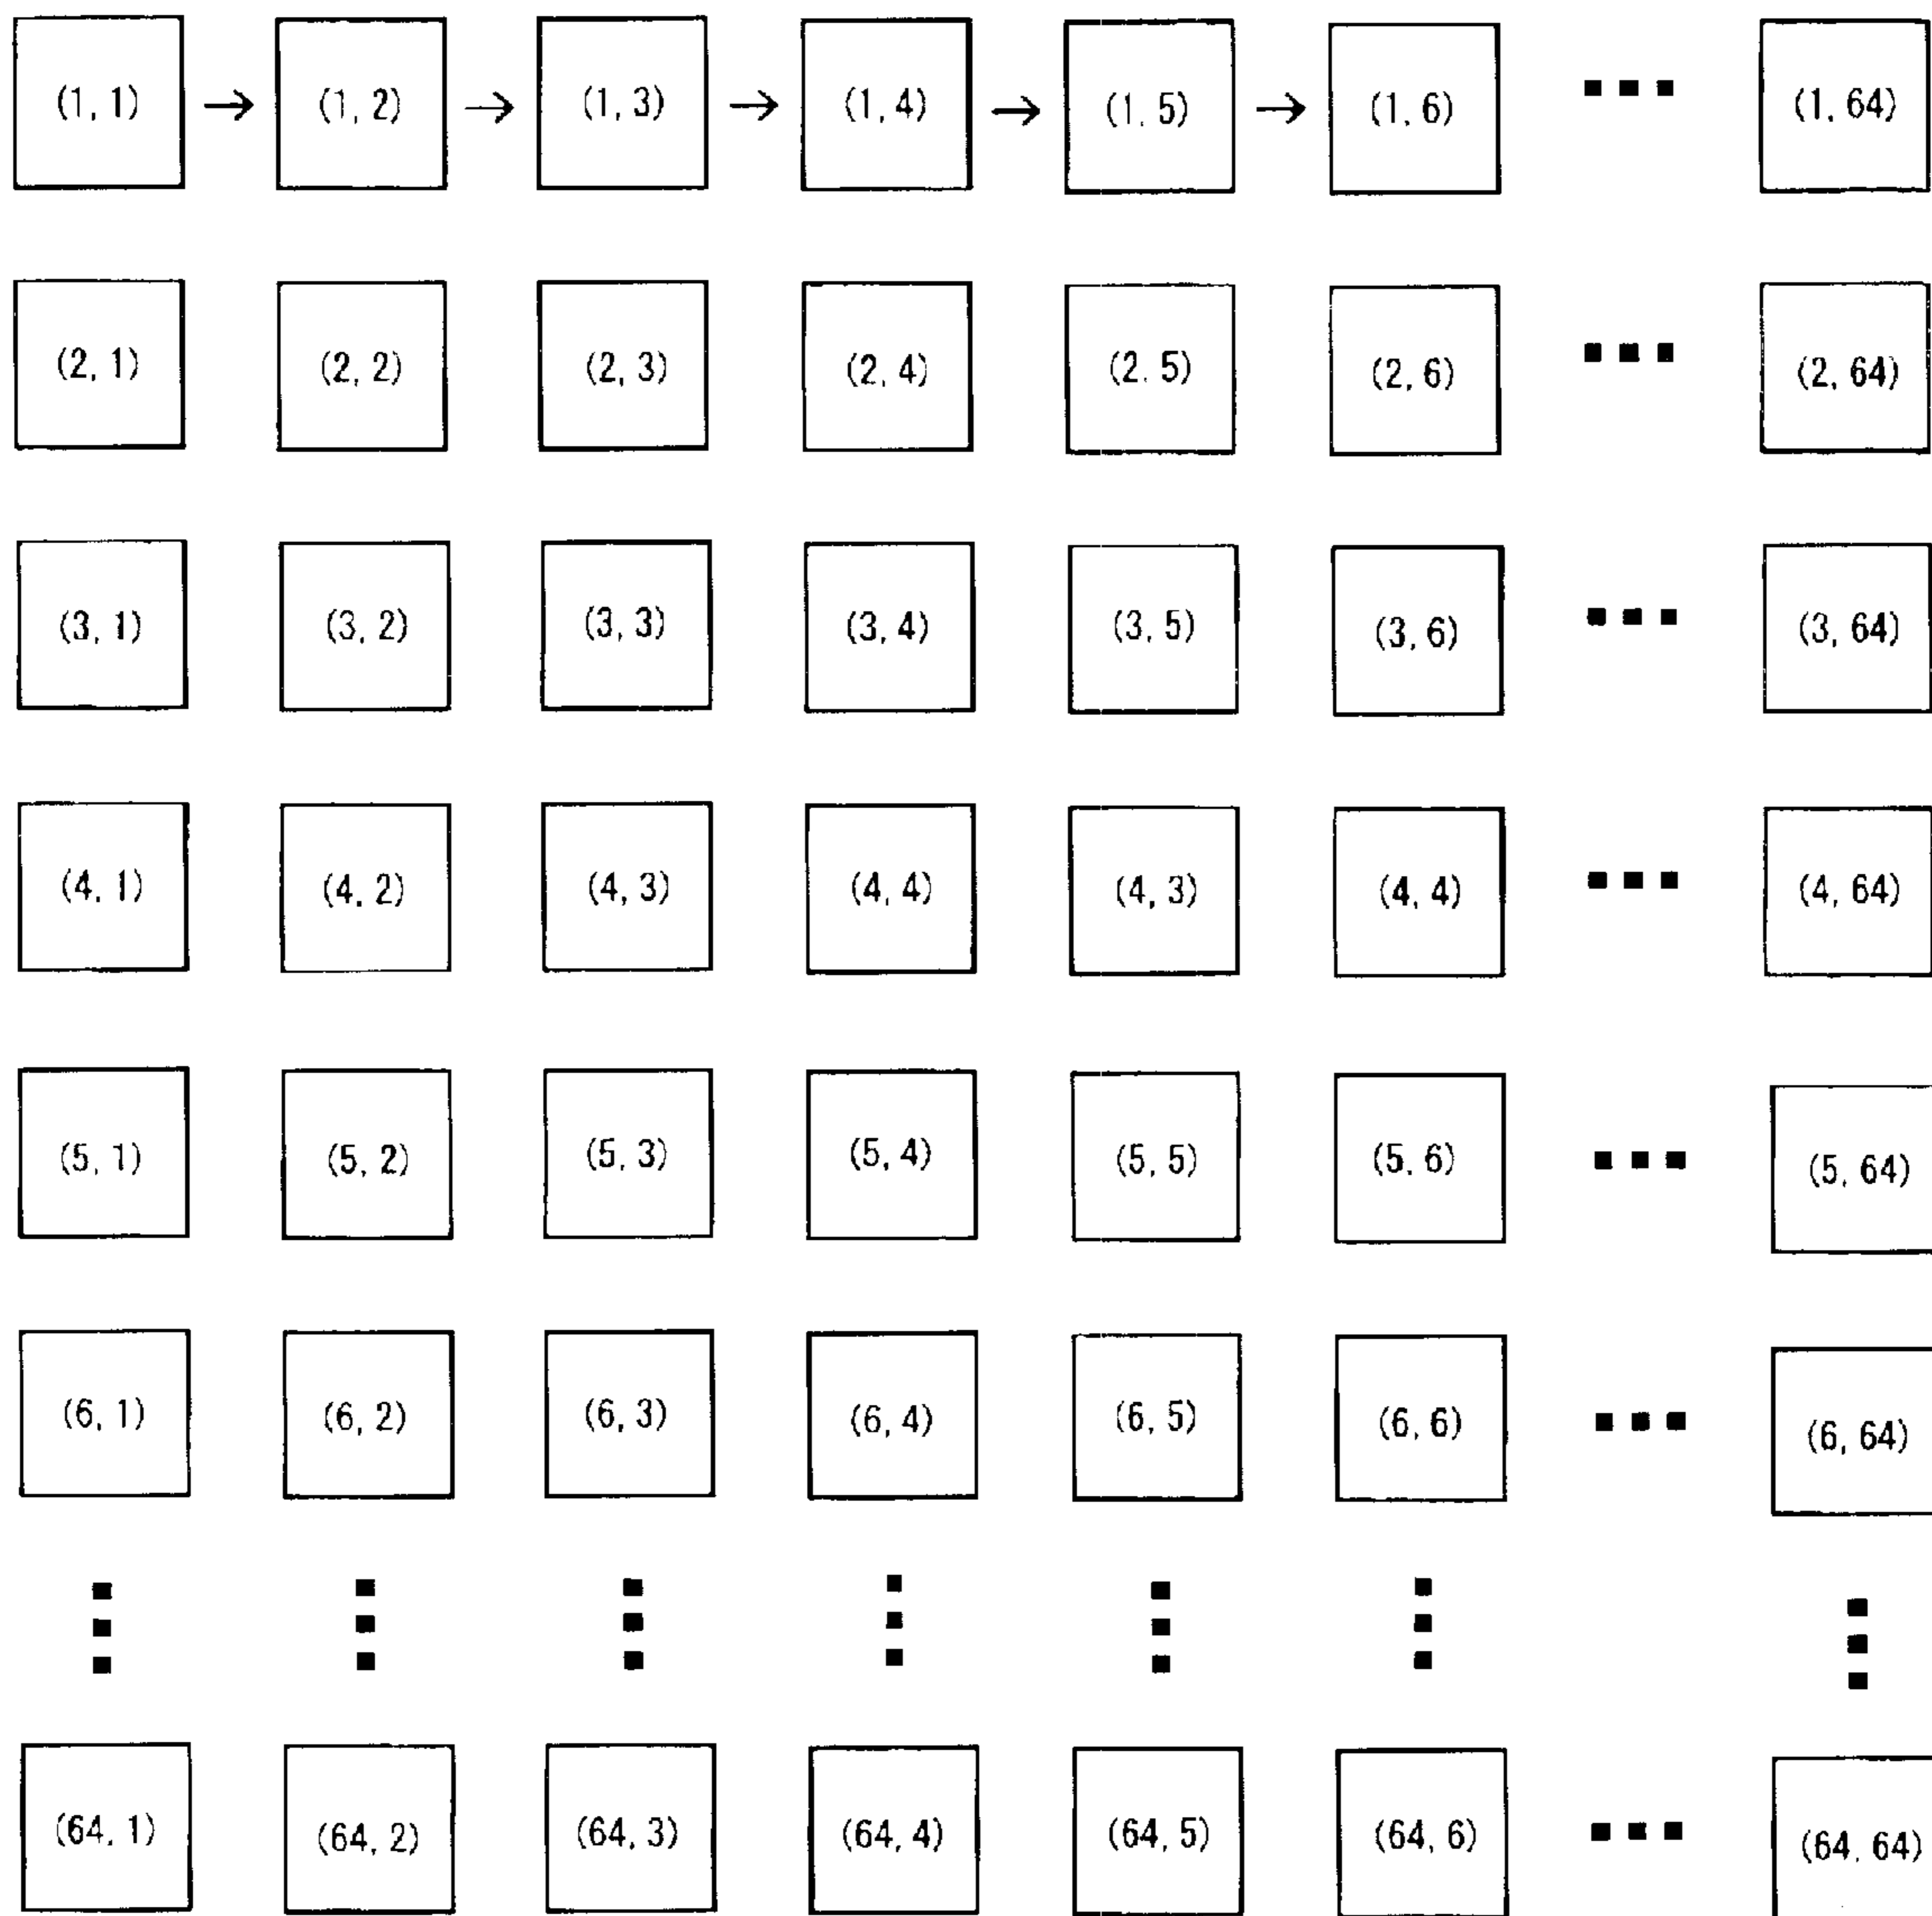 (1, 1) → (1, 2) → (1, 3) → (1, 4) → (1, 5) → (1, 6) ▪▪▪ (1, 64)
(2, 1) (2, 2) (2, 3) (2, 4) (2, 5) (2, 6) ▪▪▪ (2, 64)
(3, 1) (3, 2) (3, 3) (3, 4) (3, 5) (3, 6) ▪▪▪ (3, 64)
(4, 1) (4, 2) (4, 3) (4, 4) (4, 3) (4, 4) ▪▪▪ (4, 64)
(5, 1) (5, 2) (5, 3) (5, 4) (5, 5) (5, 6) ▪▪▪ (5, 64)
(6, 1) (6, 2) (6, 3) (6, 4) (6, 5) (6, 6) ▪▪▪ (6, 64)
(64, 1) (64, 2) (64, 3) (64, 4) (64, 5) (64, 6) ▪▪▪ (64, 64)